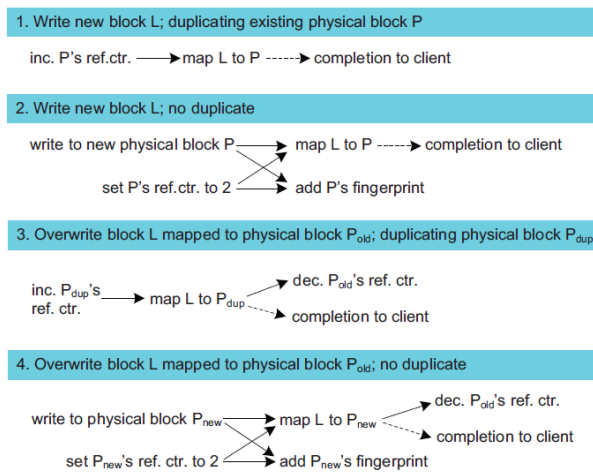 1. Write new block L; duplicating existing physical block P
inc. P's ref.ctr. map L to P completion to client
2. Write new block L; no duplicate
write to new physical block P map L to P completion to client
set P's ref.ctr. to 2 add P's fingerprint
3. Overwrite block L mapped to physical block Pold; duplicating physical block Pdup
dec. Pold's ref. ctr.
inc. Pdup's
ref. ctr.
map L to Pdup
completion to client
4. Overwrite block L mapped to physical block Pold; no duplicate
dec. Pold's ref. ctr.
write to physical block Pnew map L to Pnew
completion to client
set Pnew's ref. ctr. to 2 add Pnew's fingerprint